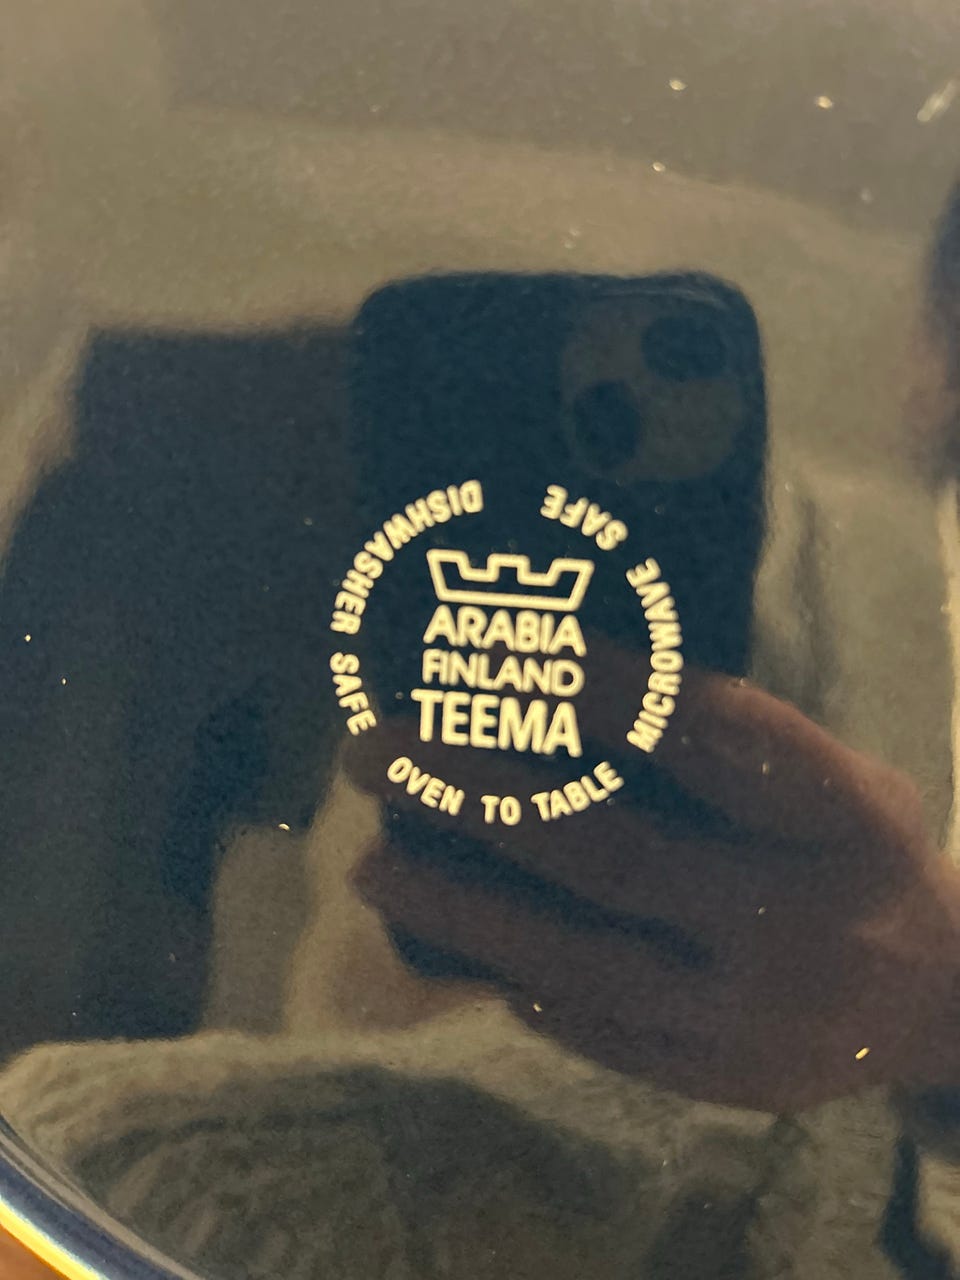 ARABIA
FINLAND
TEEMA
OVEN TO TABLE
DISHWASHER SAFE
MICROWAVE SAFE